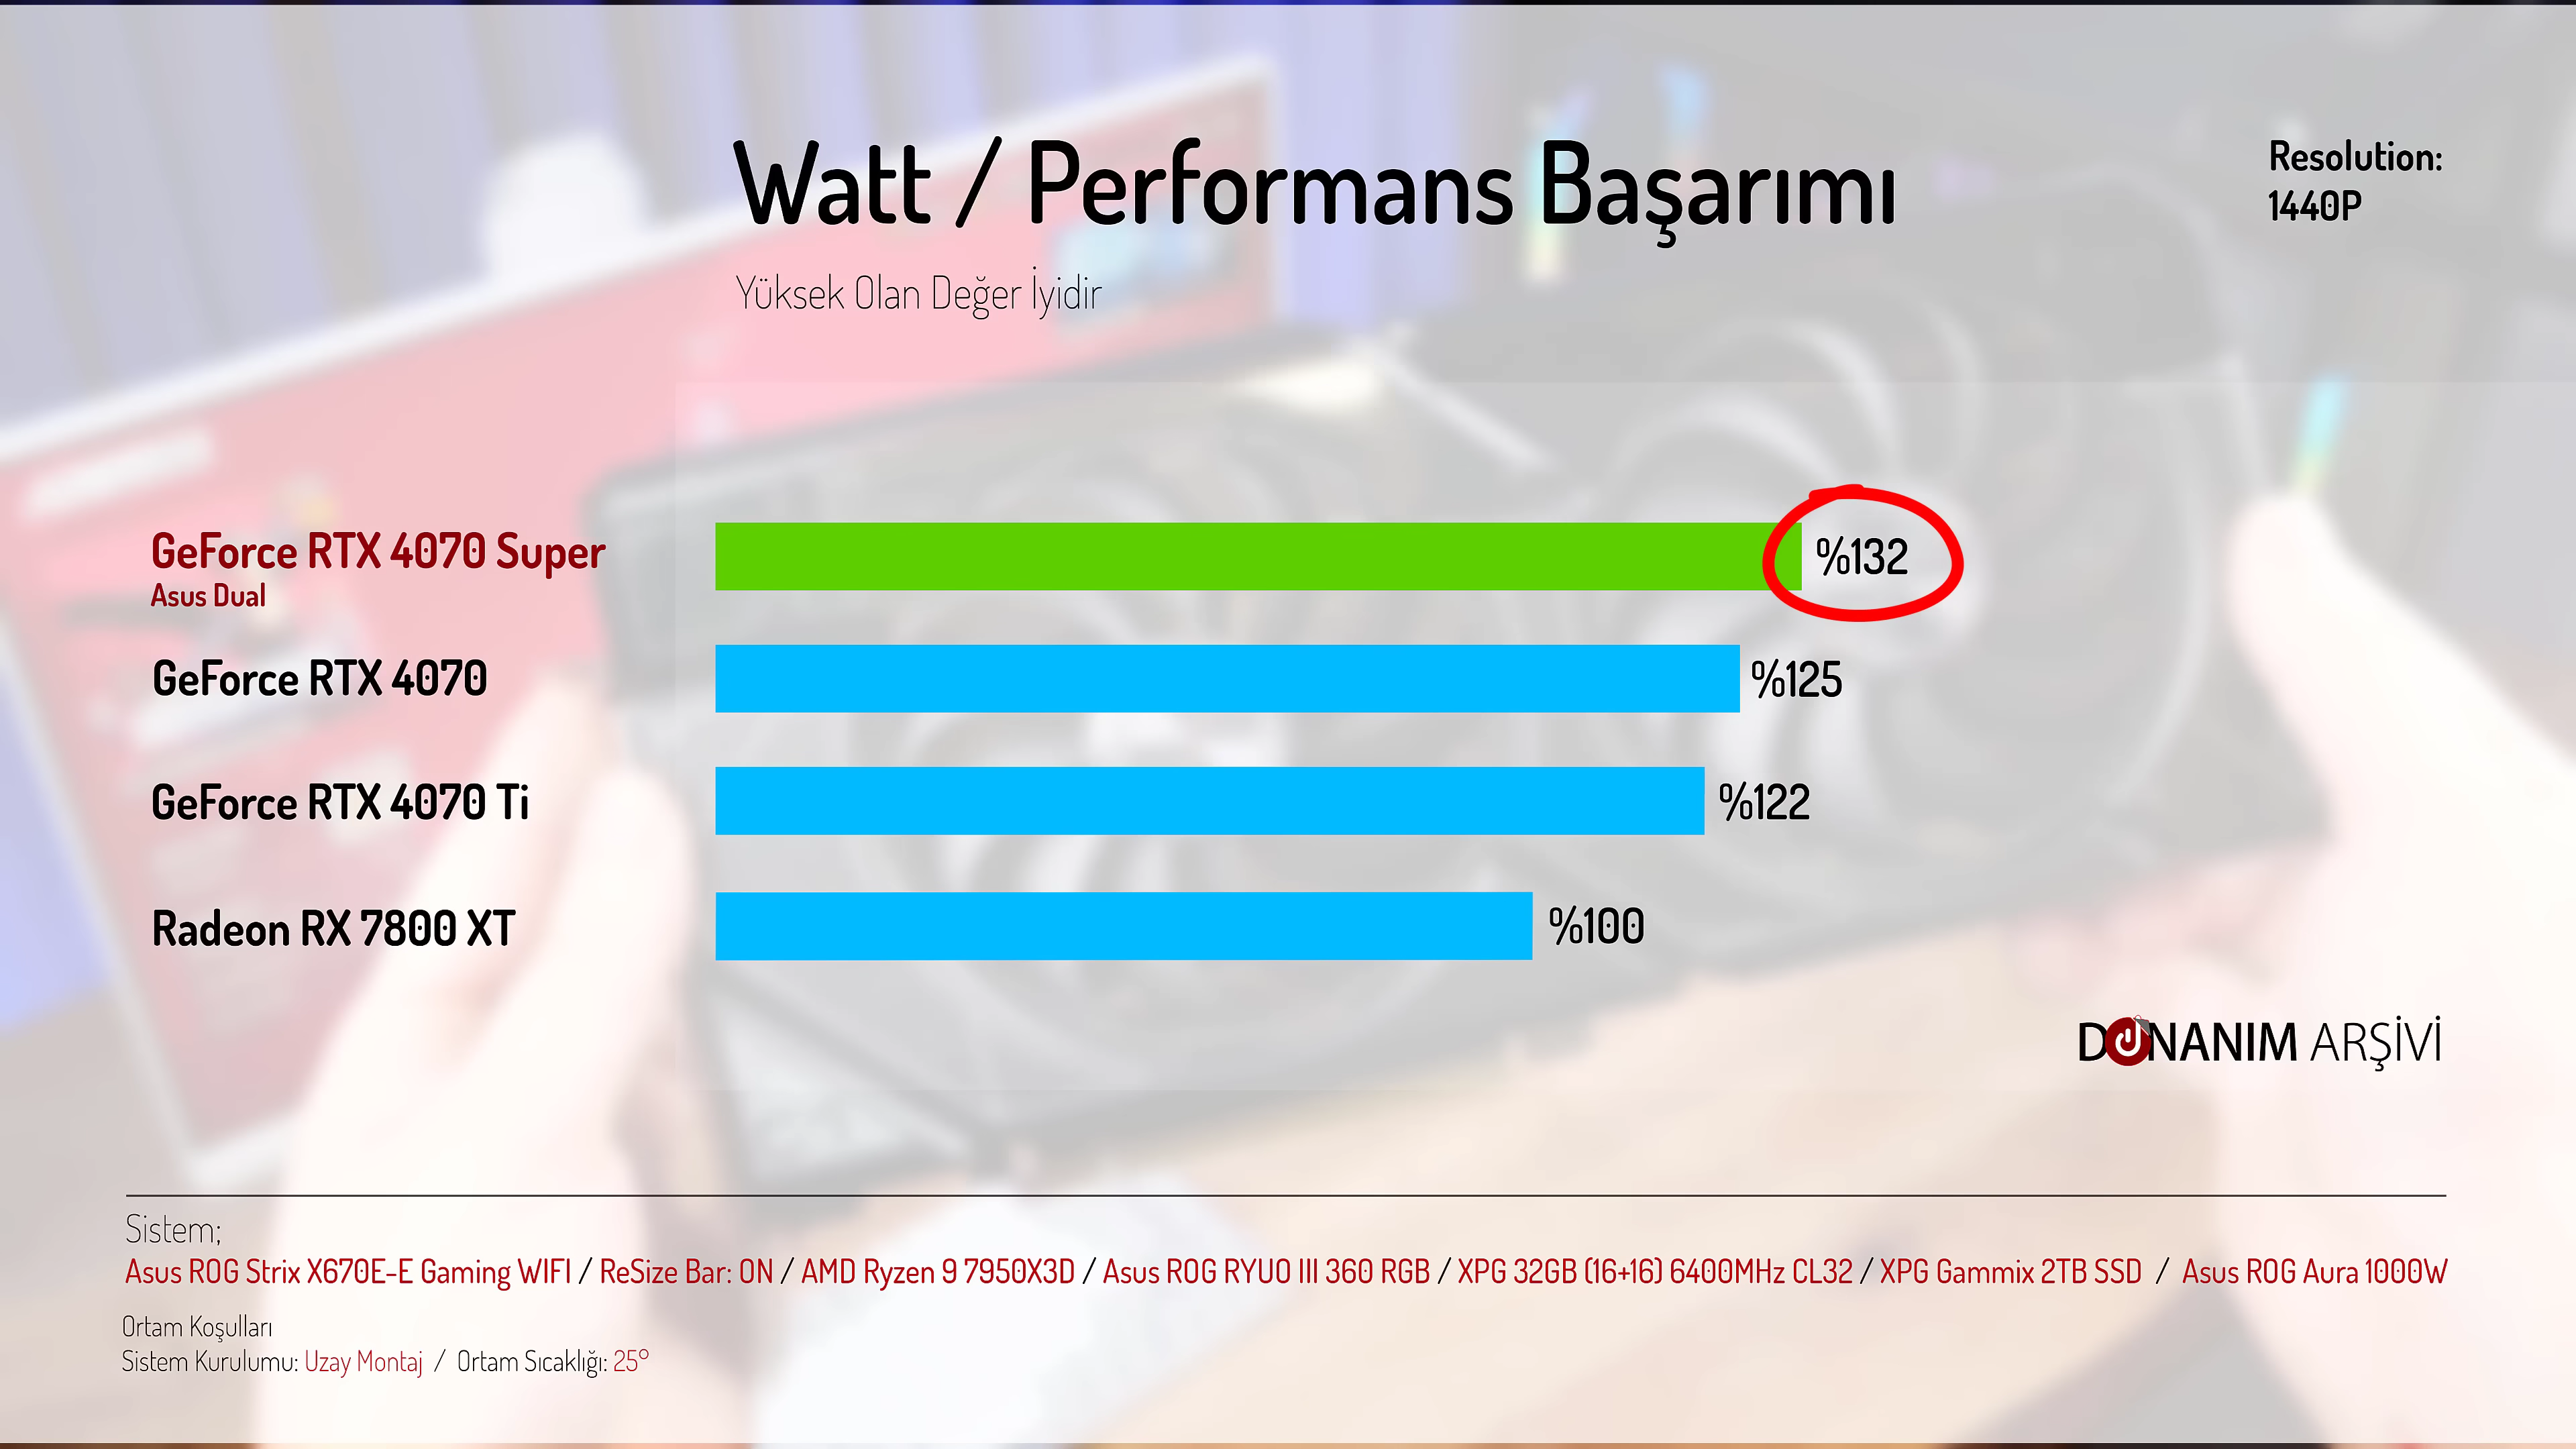 Watt / Performans Başarımı
Resolution:
1440P
Yüksek Olan Değer İyidir
GeForce RTX 4070 Super
Asus Dual
%132
GeForce RTX 4070
%125
GeForce RTX 4070 Ti
%122
Radeon RX 7800 XT
%100
DONANIM ARŞİVİ
Sistem;
Asus ROG Strix X670E-E Gaming WIFI / ReSize Bar: ON / AMD Ryzen 9 7950X3D / Asus ROG RYUO III 360 RGB / XPG 32GB (16+16) 6400MHz CL32 / XPG Gammix 2TB SSD / Asus ROG Aura 1000W
Ortam Koşulları
Sistem Kurulumu: Uzay Montaj / Ortam Sıcaklığı: 25°